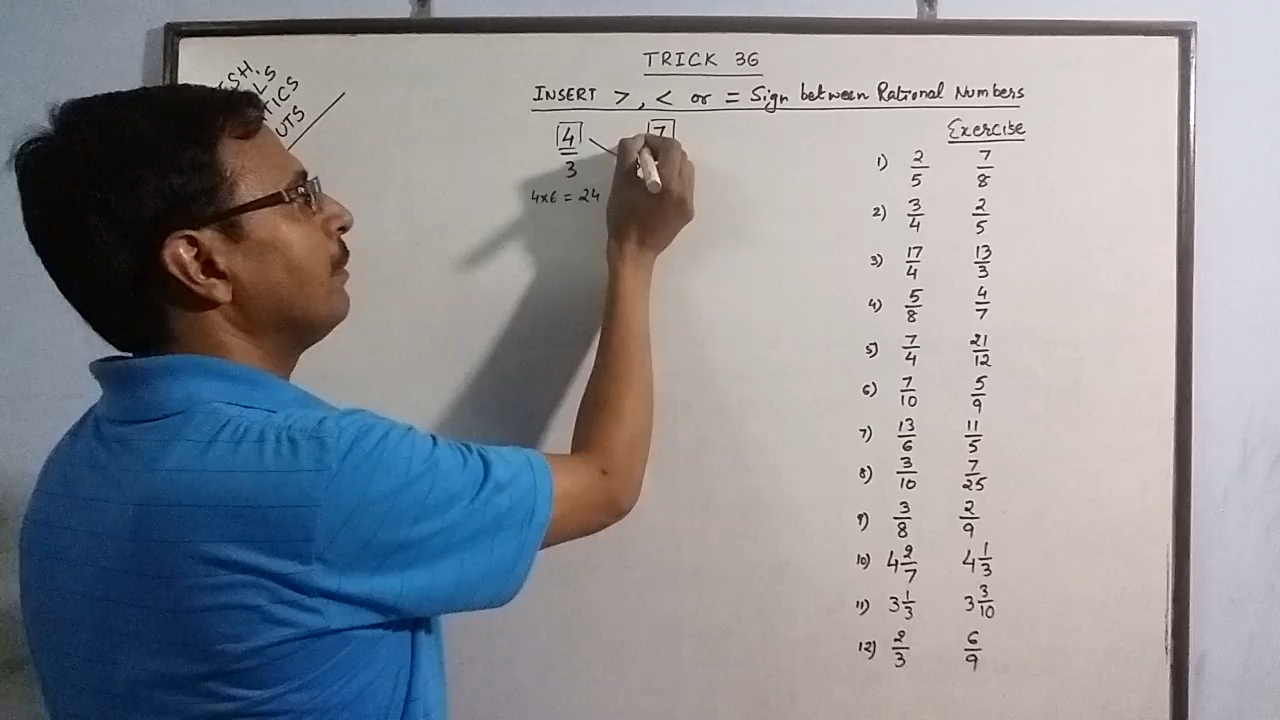 TRICK 36
INSERT >, < or = Sign between Rational Numbers
4/3 7
4x6 = 24
Exercise
1) 2/5 7/8
2) 3/4 2/5
3) 17/4 13/3
4) 5/8 4/7
5) 7/4 21/12
6) 7/10 5/9
7) 13/6 11/5
8) 3/10 7/25
9) 3/8 2/9
10) 4 2/7 4 1/3
11) 3 1/3 3 3/10
12) 2/3 6/9